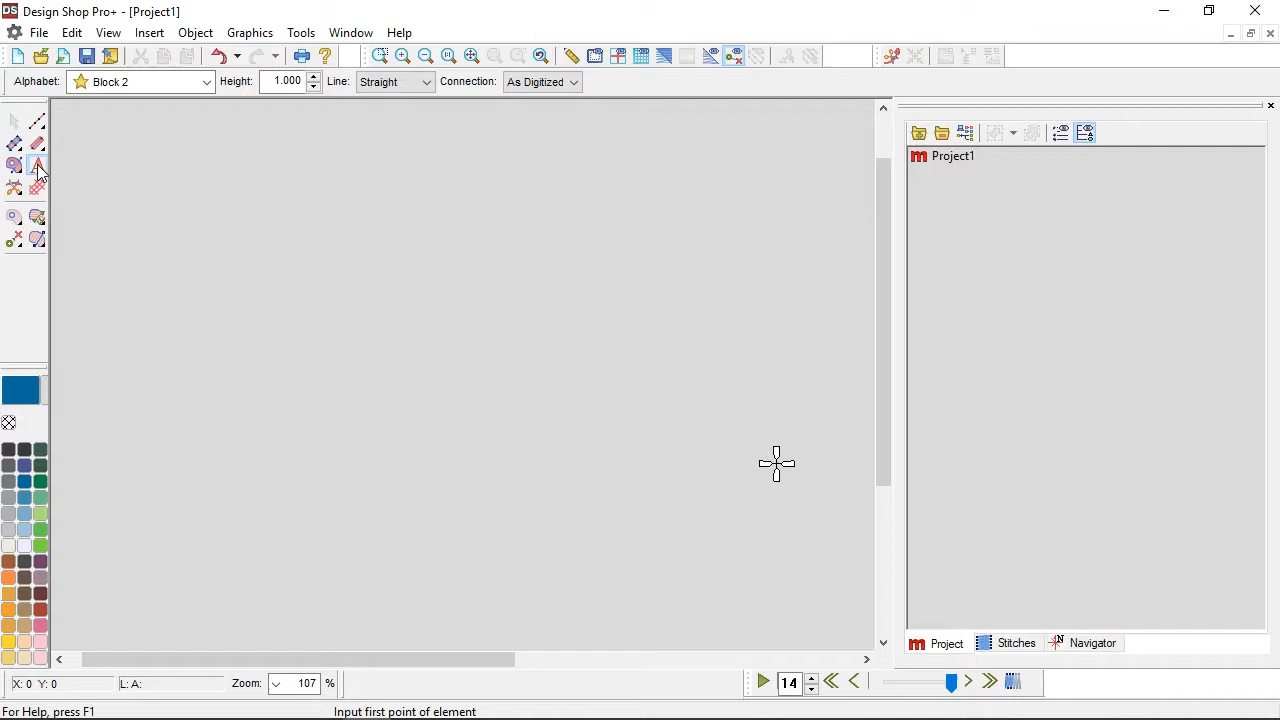 DS Design Shop Pro+ - [Project1]
File Edit View Insert Object Graphics Tools Window Help
Alphabet: Block 2 Height: 1.000 Line: Straight Connection: As Digitized
Project1
Project Stitches Navigator
X: 0 Y: 0 L: A: Zoom: 107 % 14
For Help, press F1 Input first point of element